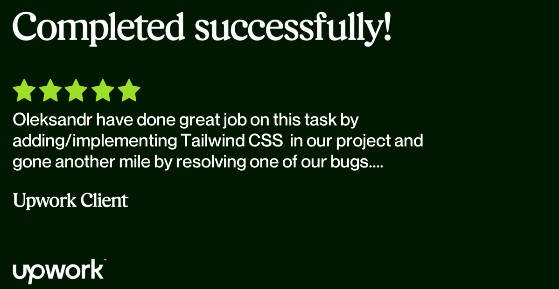 Completed successfully!
Oleksandr have done great job on this task by
adding/implementing Tailwind CSS  in our project and
gone another mile by resolving one of our bugs....
Upwork Client
upwork